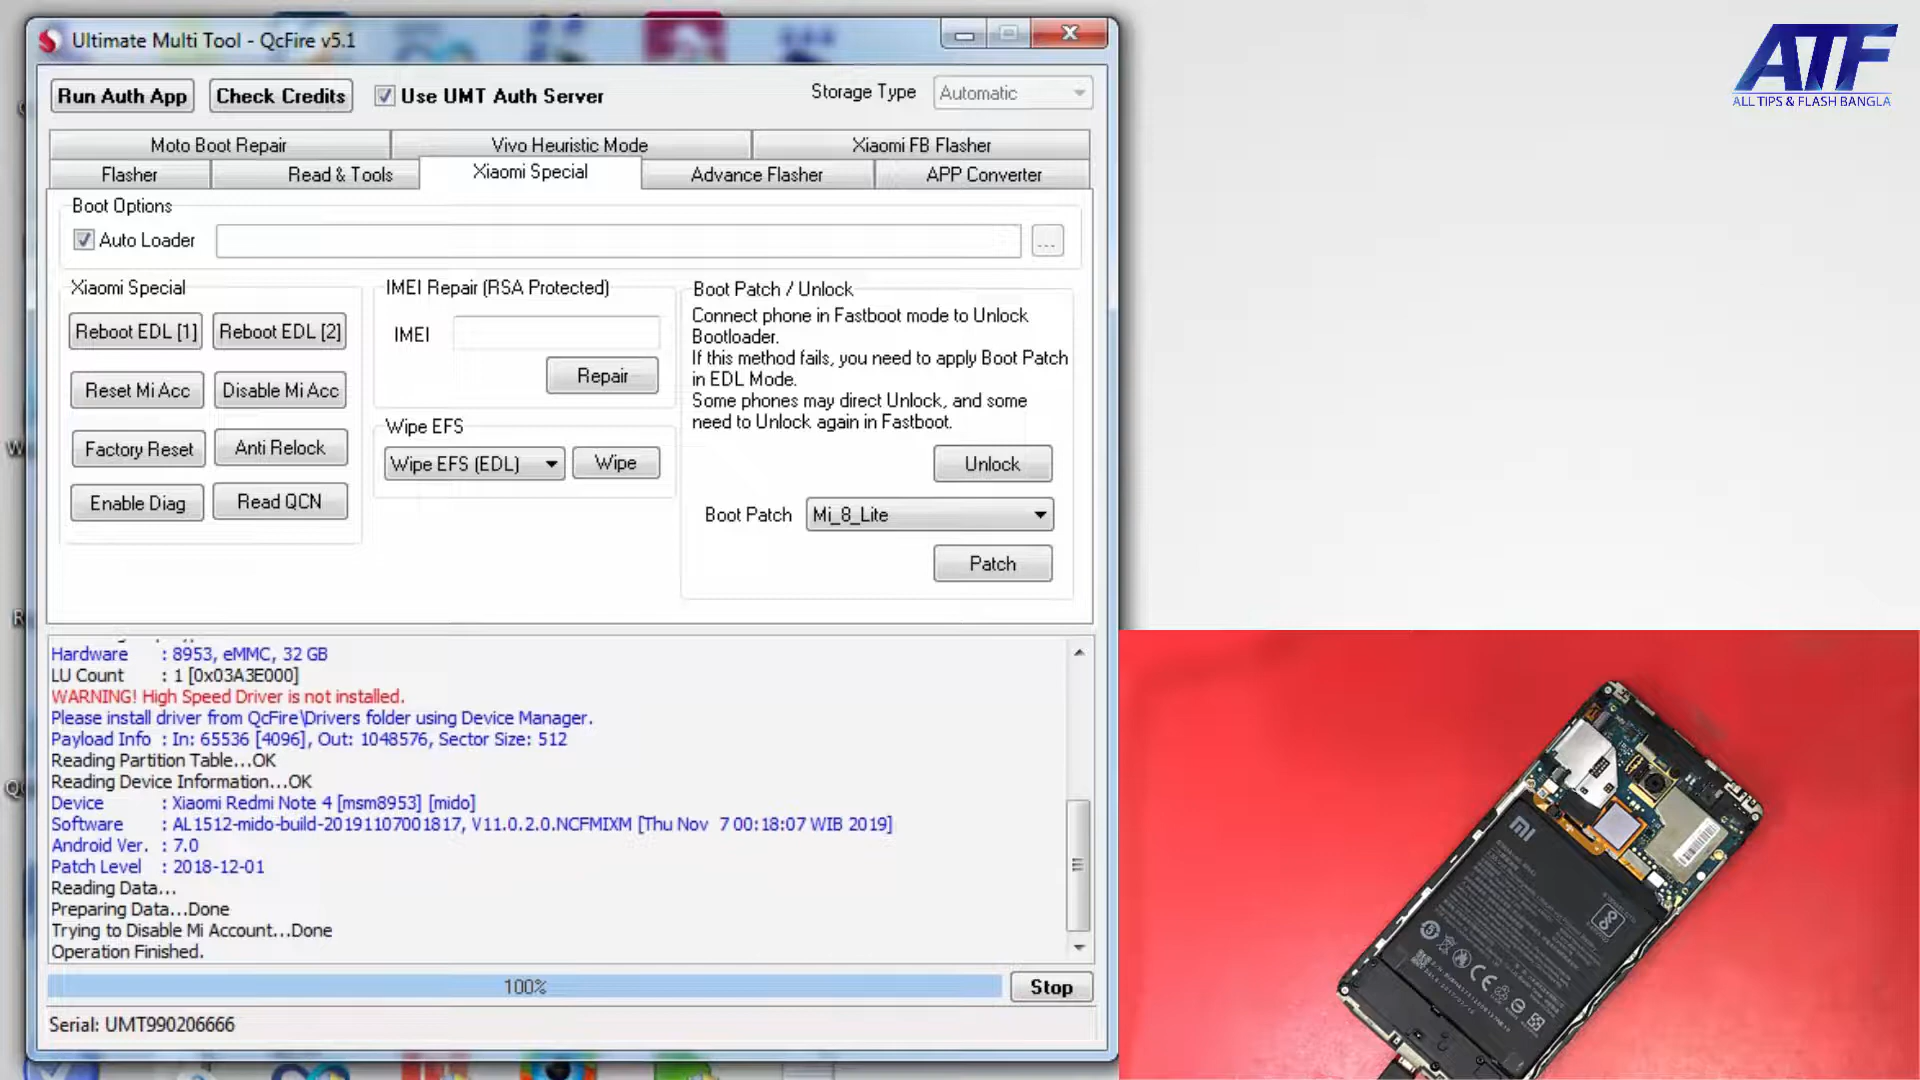 Ultimate Multi Tool - QcFire v5.1
Run Auth App
Check Credits
Use UMT Auth Server
Storage Type
Automatic
ATF
ALL TIPS & FLASH BANGLA
Moto Boot Repair
Vivo Heuristic Mode
Xiaomi FB Flasher
Flasher
Read & Tools
Xiaomi Special
Advance Flasher
APP Converter
Boot Options
Auto Loader
...
Xiaomi Special
Reboot EDL [1]
Reboot EDL [2]
Reset Mi Acc
Disable Mi Acc
Factory Reset
Anti Relock
Enable Diag
Read QCN
IMEI Repair (RSA Protected)
IMEI
Repair
Wipe EFS
Wipe EFS (EDL)
Wipe
Boot Patch / Unlock
Connect phone in Fastboot mode to Unlock
Bootloader.
If this method fails, you need to apply Boot Patch
in EDL Mode.
Some phones may direct Unlock, and some
need to Unlock again in Fastboot.
Unlock
Boot Patch
Mi_8_Lite
Patch
Hardware : 8953, eMMC, 32 GB
LU Count : 1 [0x03A3E000]
WARNING! High Speed Driver is not installed.
Please install driver from QcFire\Drivers folder using Device Manager.
Payload Info : In: 65536 [4096], Out: 1048576, Sector Size: 512
Reading Partition Table...OK
Reading Device Information...OK
Device : Xiaomi Redmi Note 4 [msm8953] [mido]
Software : AL1512-mido-build-20191107001817, V11.0.2.0.NCFMIXM [Thu Nov 7 00:18:07 WIB 2019]
Android Ver. : 7.0
Patch Level : 2018-12-01
Reading Data...
Preparing Data...Done
Trying to Disable Mi Account...Done
Operation Finished.
100%
Stop
Serial: UMT990206666